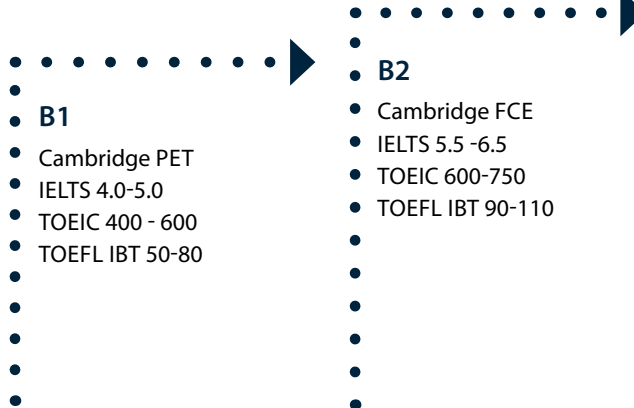 B1
Cambridge PET
IELTS 4.0-5.0
TOEIC 400 - 600
TOEFL IBT 50-80
B2
Cambridge FCE
IELTS 5.5 -6.5
TOEIC 600-750
TOEFL IBT 90-110